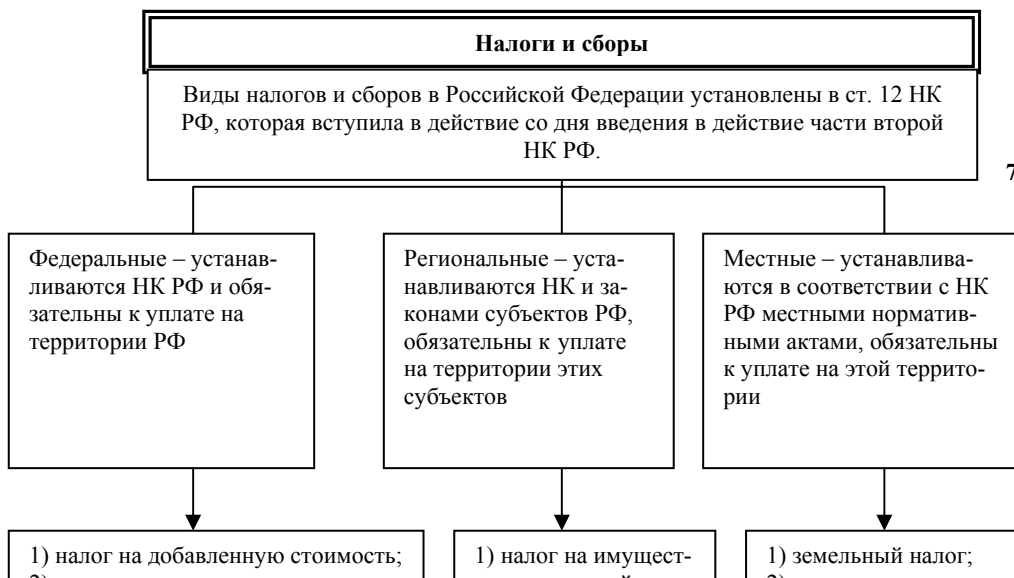 Налоги и сборы
Виды налогов и сборов в Российской Федерации установлены в ст. 12 НК
РФ, которая вступила в действие со дня введения в действие части второй
НК РФ.
7
Федеральные – устанав-
ливаются НК РФ и обя-
зательны к уплате на
территории РФ
Региональные – уста-
навливаются НК и за-
конами субъектов РФ,
обязательны к уплате
на территории этих
субъектов
Местные – устанавлива-
ются в соответствии с НК
РФ местными норматив-
ными актами, обязательны
к уплате на этой террито-
рии
1) налог на добавленную стоимость;
1) налог на имущест-
1) земельный налог;